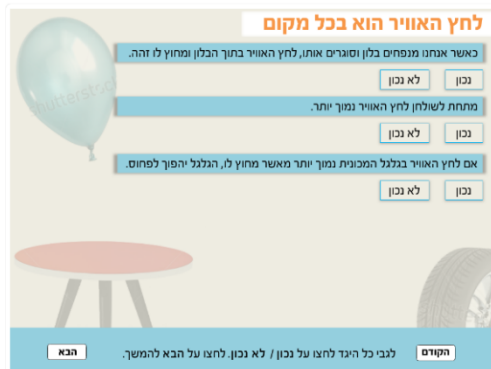 לחץ האוויר הוא בכל מקום
כאשר אנחנו מנפחים בלון וסוגרים אותו, לחץ האוויר בתוך הבלון ומחוץ לו זהה.
נכון
לא נכון
מתחת לשולחן לחץ האוויר נמוך יותר.
נכון
לא נכון
אם לחץ האוויר בגלגל המכונית נמוך יותר מאשר מחוץ לו, הגלגל יהפוך לפחוס.
נכון
לא נכון
הקודם
לגבי כל היגד לחצו על נכון / לא נכון. לחצו על הבא להמשך.
הבא
shutterstock